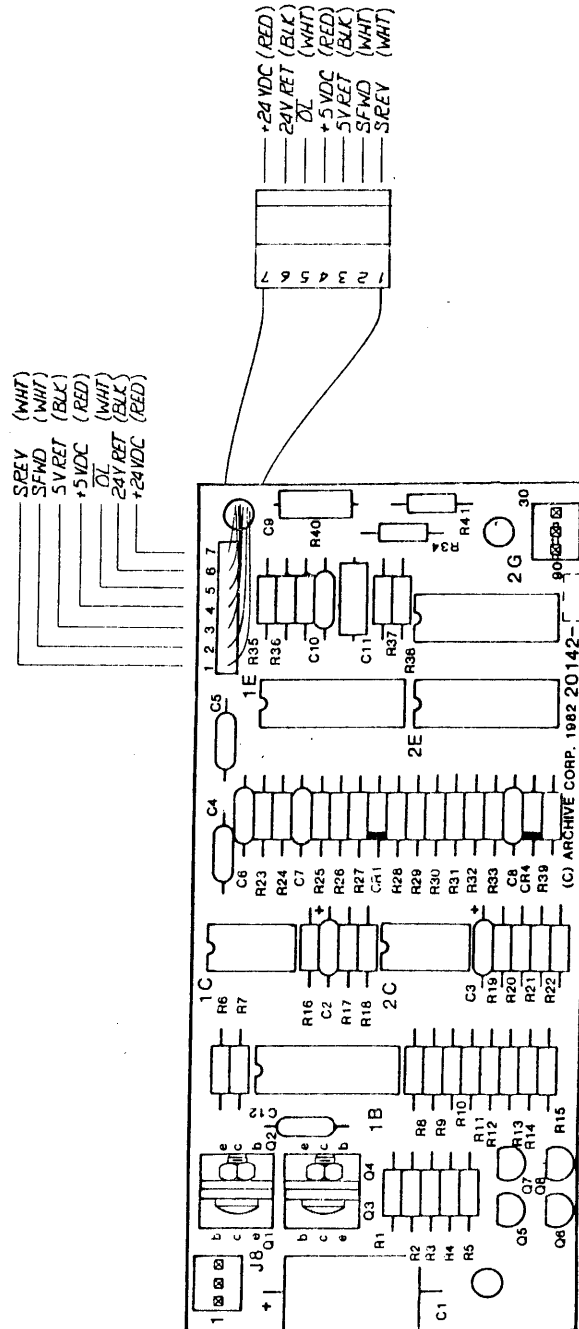 +24VDC (RED)
24V RET (BLK)
OL (WHT)
+5VDC (RED)
5V RET (BLK)
SFWD (WHT)
SREV (WHT)
7
6
5
4
3
2
1
SREV (WHT)
SFWD (WHT)
5V RET (BLK)
+5VDC (RED)
OL (WHT)
24V RET (BLK)
+24VDC (RED)
1 2 3 4 5 6 7
C9
R40
R41
R34
2G
30
90
R35
R36
C10
C11
R37
R38
1E
2E
C5
C4
C6
R23
R24
C7
R25
R26
R27
CR1
R28
R29
R30
R31
R32
R33
C8
CR4
R39
(C) ARCHIVE CORP. 1982 20142-
1C
R6
R7
R16
+
C2
R17
R18
2C
+
C3
R19
R20
R21
R22
C12
1B
R8
R9
R10
R11
R12
R13
R14
R15
Q2
e c b
e c b
Q4
Q1
b c e
b c e
Q3
R1
R2
R3
R4
R5
Q7
Q8
Q5
Q6
J8
1
+
C1